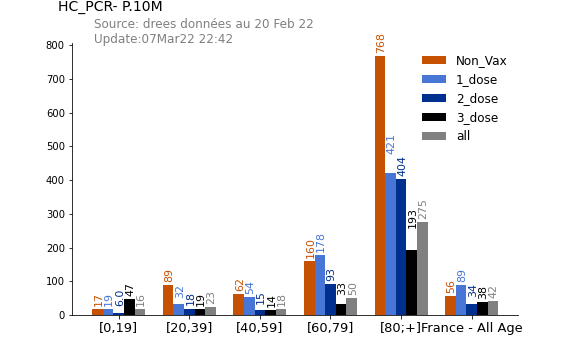 HC_PCR- P.10M
Source: drees données au 20 Feb 22
Update:07Mar22 22:42
800
700
600
500
400
300
200
100
0
Non_Vax
1_dose
2_dose
3_dose
all
17 19 6.0 47 16
89 32 18 19 23
62 54 15 14 18
160 178 93 33 50
768 421 404 193 275
56 89 34 38 42
[0,19] [20,39] [40,59] [60,79] [80;+] France - All Age